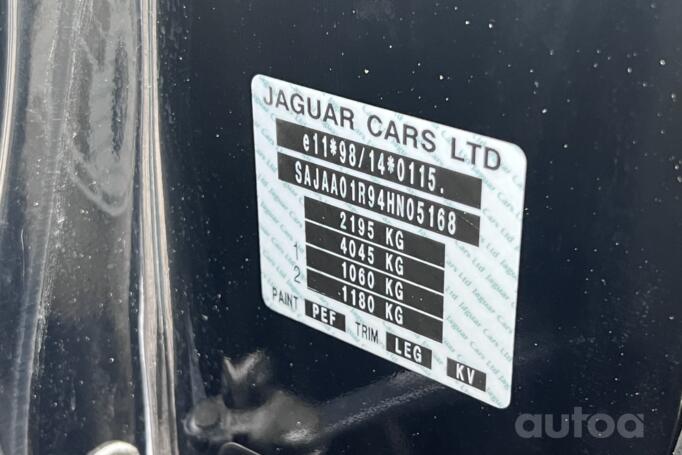 JAGUAR CARS LTD
e11*98/14*0115.
SAJAA01R94HN05168
2195 KG
4045 KG
1 1060 KG
2 1180 KG
PAINT PEF TRIM LEG KV
autoa